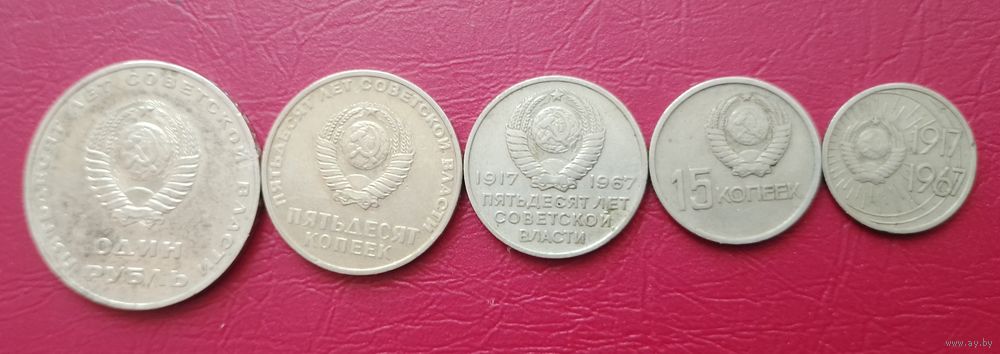 ПЯТЬДЕСЯТ ЛЕТ СОВЕТСКОЙ ВЛАСТИ
ОДИН
РУБЛЬ
ПЯТЬДЕСЯТ ЛЕТ СОВЕТСКОЙ ВЛАСТИ
ПЯТЬДЕСЯТ
КОПЕЕК
1917 1967
ПЯТЬДЕСЯТ ЛЕТ
СОВЕТСКОЙ
ВЛАСТИ
15 КОПЕЕК
1917
1967
www.ay.by